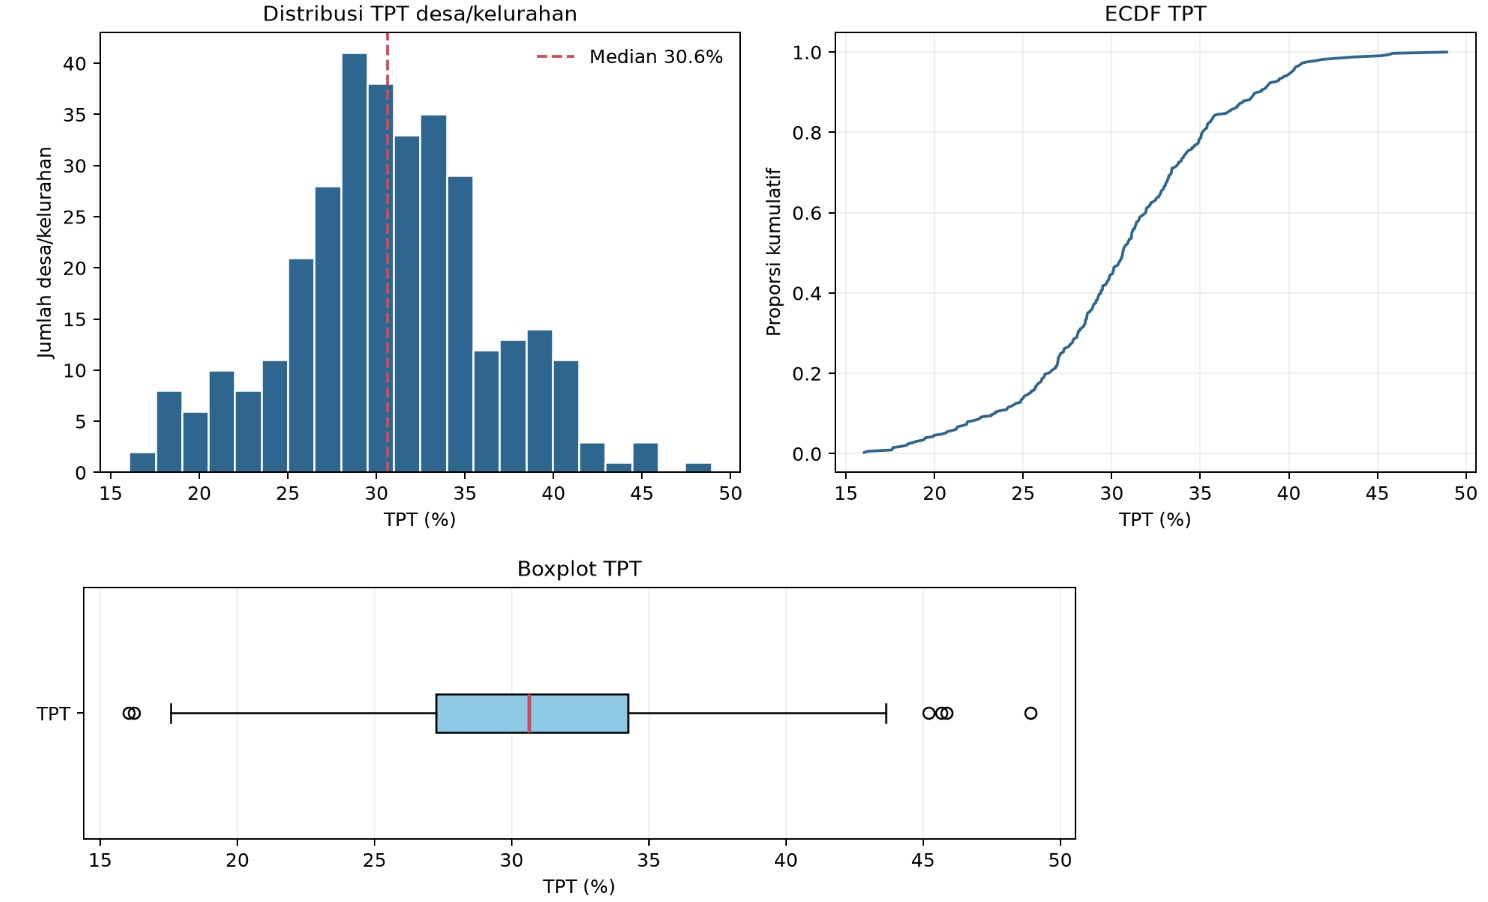 Distribusi TPT desa/kelurahan
Median 30.6%
Jumlah desa/kelurahan
40
35
30
25
20
15
10
5
0
15 20 25 30 35 40 45 50
TPT (%)
ECDF TPT
Proporsi kumulatif
1.0
0.8
0.6
0.4
0.2
0.0
15 20 25 30 35 40 45 50
TPT (%)
Boxplot TPT
TPT
15 20 25 30 35 40 45 50
TPT (%)